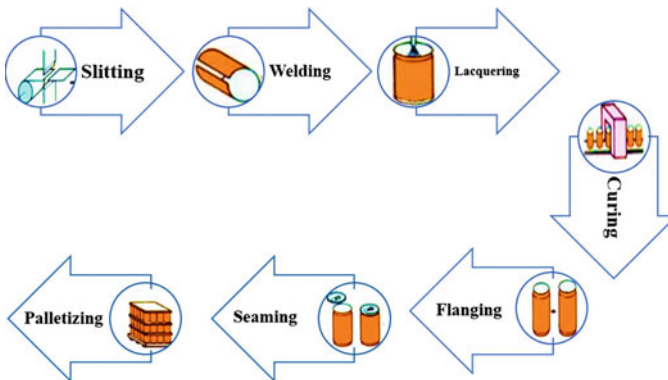 Slitting
Welding
Lacquering
Curing
Flanging
Seaming
Palletizing